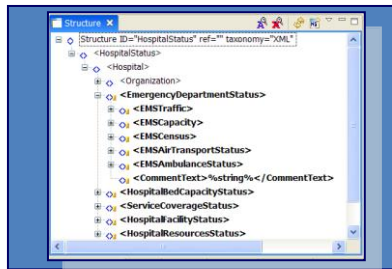 Structure
Structure ID="HospitalStatus" ref="" taxonomy="XML"
<HospitalStatus>
<Hospital>
<Organization>
<EmergencyDepartmentStatus>
<EMSTraffic>
<EMSCapacity>
<EMSCensus>
<EMSAirTransportStatus>
<EMSAmbulanceStatus>
<CommentText>%string%</CommentText>
<HospitalBedCapacityStatus>
<ServiceCoverageStatus>
<HospitalFacilityStatus>
<HospitalResourcesStatus>